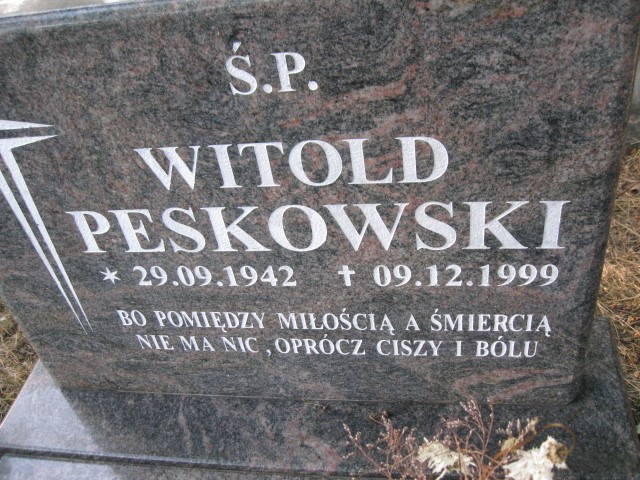 Ś.P.
WITOLD
PESKOWSKI
* 29.09.1942 ✝ 09.12.1999
BO POMIĘDZY MIŁOŚCIĄ A ŚMIERCIĄ
NIE MA NIC, OPRÓCZ CISZY I BÓLU